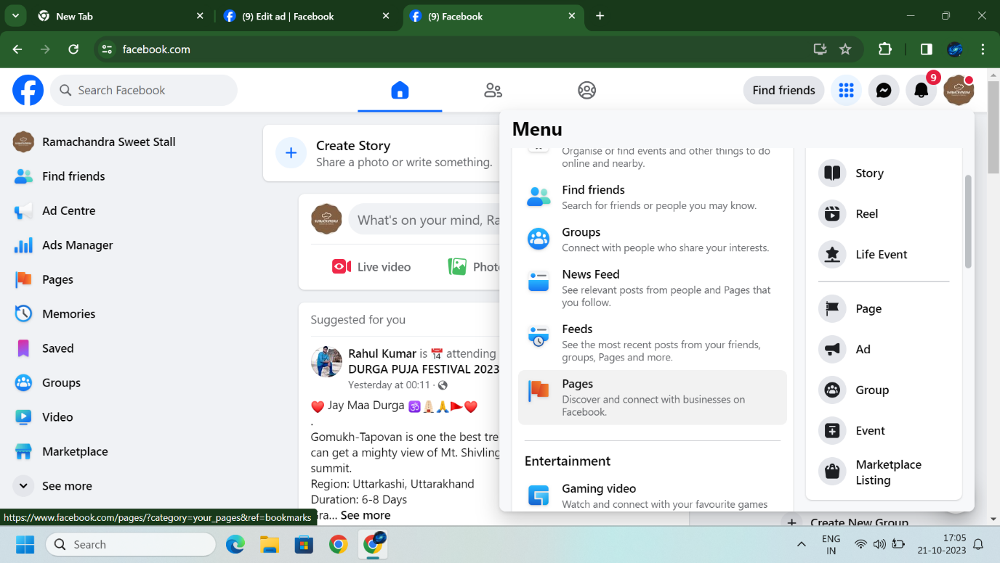 New Tab
(9) Edit ad | Facebook
(9) Facebook
facebook.com
Search Facebook
Find friends
9
Ramachandra Sweet Stall
Find friends
Ad Centre
Ads Manager
Pages
Memories
Saved
Groups
Video
Marketplace
See more
Create Story
Share a photo or write something.
What's on your mind, Ra
Live video
Phot
Suggested for you
Rahul Kumar is 📅 attending
DURGA PUJA FESTIVAL 2023
Yesterday at 00:11 ·
❤️ Jay Maa Durga 🕉️🛕🙏🚩❤️
.
Gomukh-Tapovan is one the best tre
can get a mighty view of Mt. Shivling
summit.
Region: Uttarkashi, Uttarakhand
Duration: 6-8 Days
ra... See more
Menu
Organise or find events and other things to do
online and nearby.
Find friends
Search for friends or people you may know.
Groups
Connect with people who share your interests.
News Feed
See relevant posts from people and Pages that
you follow.
Feeds
See the most recent posts from your friends,
groups, Pages and more.
Pages
Discover and connect with businesses on
Facebook.
Entertainment
Gaming video
Watch and connect with your favourite games
Story
Reel
Life Event
Page
Ad
Group
Event
Marketplace
Listing
Create New Group
https://www.facebook.com/pages/?category=your_pages&ref=bookmarks
Search
ENG
IN
17:05
21-10-2023